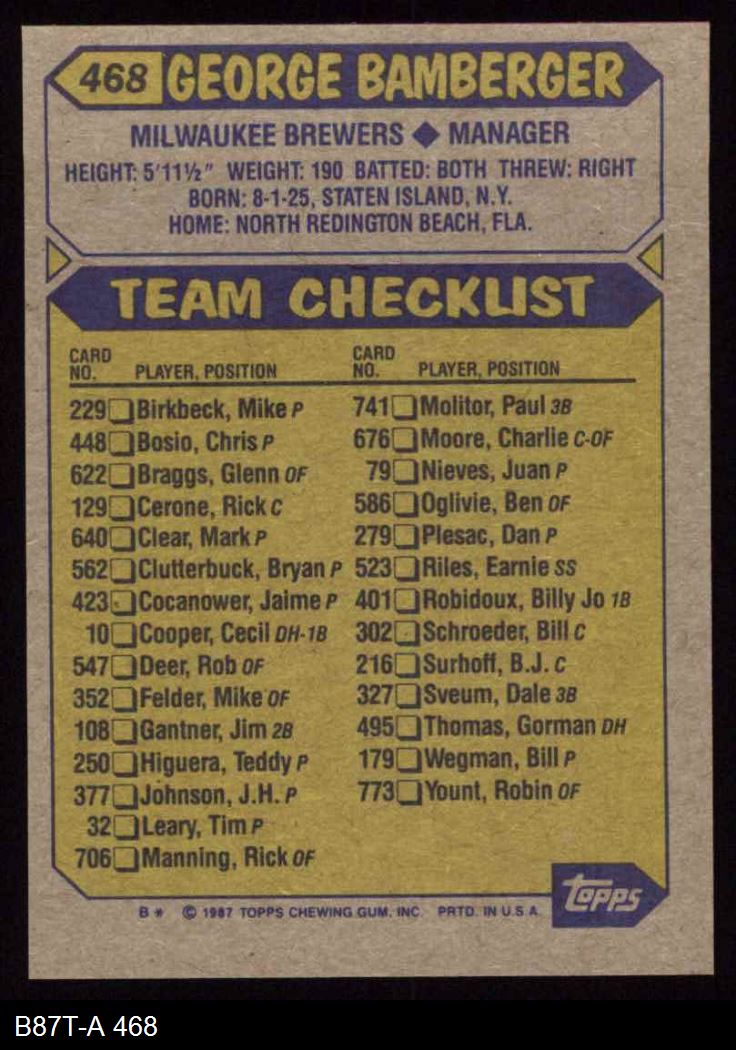 468 GEORGE BAMBERGER
MILWAUKEE BREWERS ◆ MANAGER
HEIGHT: 5'11½" WEIGHT: 190 BATTED: BOTH THREW: RIGHT
BORN: 8-1-25, STATEN ISLAND, N.Y.
HOME: NORTH REDINGTON BEACH, FLA.
TEAM CHECKLIST
CARD NO. PLAYER, POSITION
229 Birkbeck, Mike P
448 Bosio, Chris P
622 Braggs, Glenn OF
129 Cerone, Rick C
640 Clear, Mark P
562 Clutterbuck, Bryan P
423 Cocanower, Jaime P
10 Cooper, Cecil DH-1B
547 Deer, Rob OF
352 Felder, Mike OF
108 Gantner, Jim 2B
250 Higuera, Teddy P
377 Johnson, J.H. P
32 Leary, Tim P
706 Manning, Rick OF
CARD NO. PLAYER, POSITION
741 Molitor, Paul 3B
676 Moore, Charlie C-OF
79 Nieves, Juan P
586 Oglivie, Ben OF
279 Plesac, Dan P
523 Riles, Earnie SS
401 Robidoux, Billy Jo 1B
302 Schroeder, Bill C
216 Surhoff, B.J. C
327 Sveum, Dale 3B
495 Thomas, Gorman DH
179 Wegman, Bill P
773 Yount, Robin OF
B* © 1987 TOPPS CHEWING GUM, INC. PRTD. IN U.S.A.
TOPPS
B87T-A 468